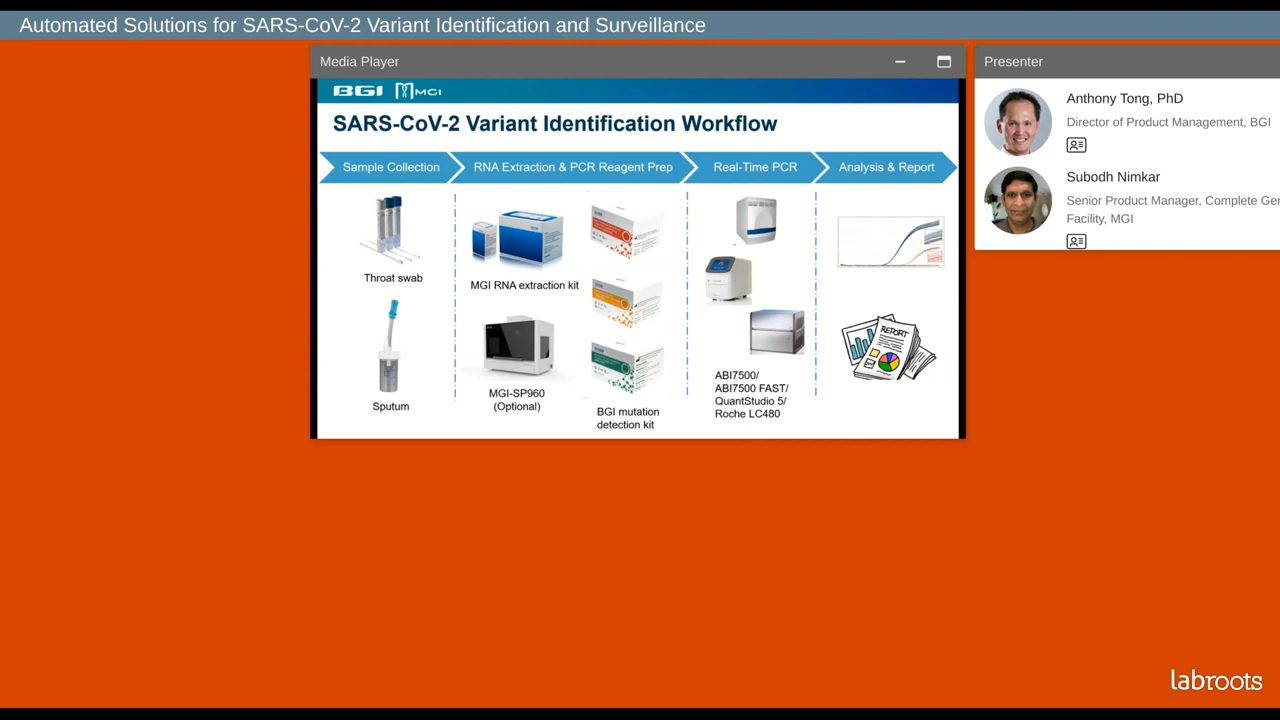 Automated Solutions for SARS-CoV-2 Variant Identification and Surveillance
Media Player
BGI MGI
SARS-CoV-2 Variant Identification Workflow
Sample Collection
RNA Extraction & PCR Reagent Prep
Real-Time PCR
Analysis & Report
Throat swab
Sputum
MGI RNA extraction kit
MGI-SP960
(Optional)
BGI mutation
detection kit
ABI7500/
ABI7500 FAST/
QuantStudio 5/
Roche LC480
REPORT
Presenter
Anthony Tong, PhD
Director of Product Management, BGI
Subodh Nimkar
Senior Product Manager, Complete Ger
Facility, MGI
labroots